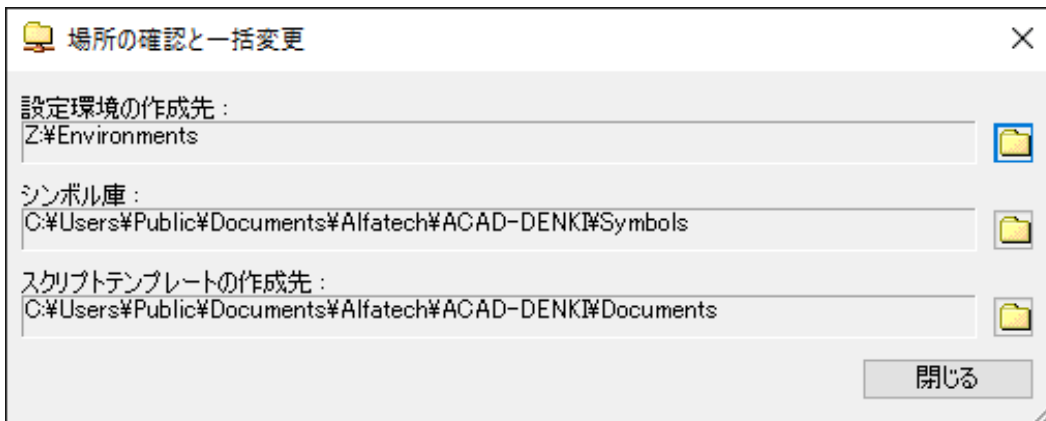 場所の確認と一括変更
設定環境の作成先：
Z:¥Environments
シンボル庫：
C:¥Users¥Public¥Documents¥Alfatech¥ACAD-DENKI¥Symbols
スクリプトテンプレートの作成先：
C:¥Users¥Public¥Documents¥Alfatech¥ACAD-DENKI¥Documents
閉じる